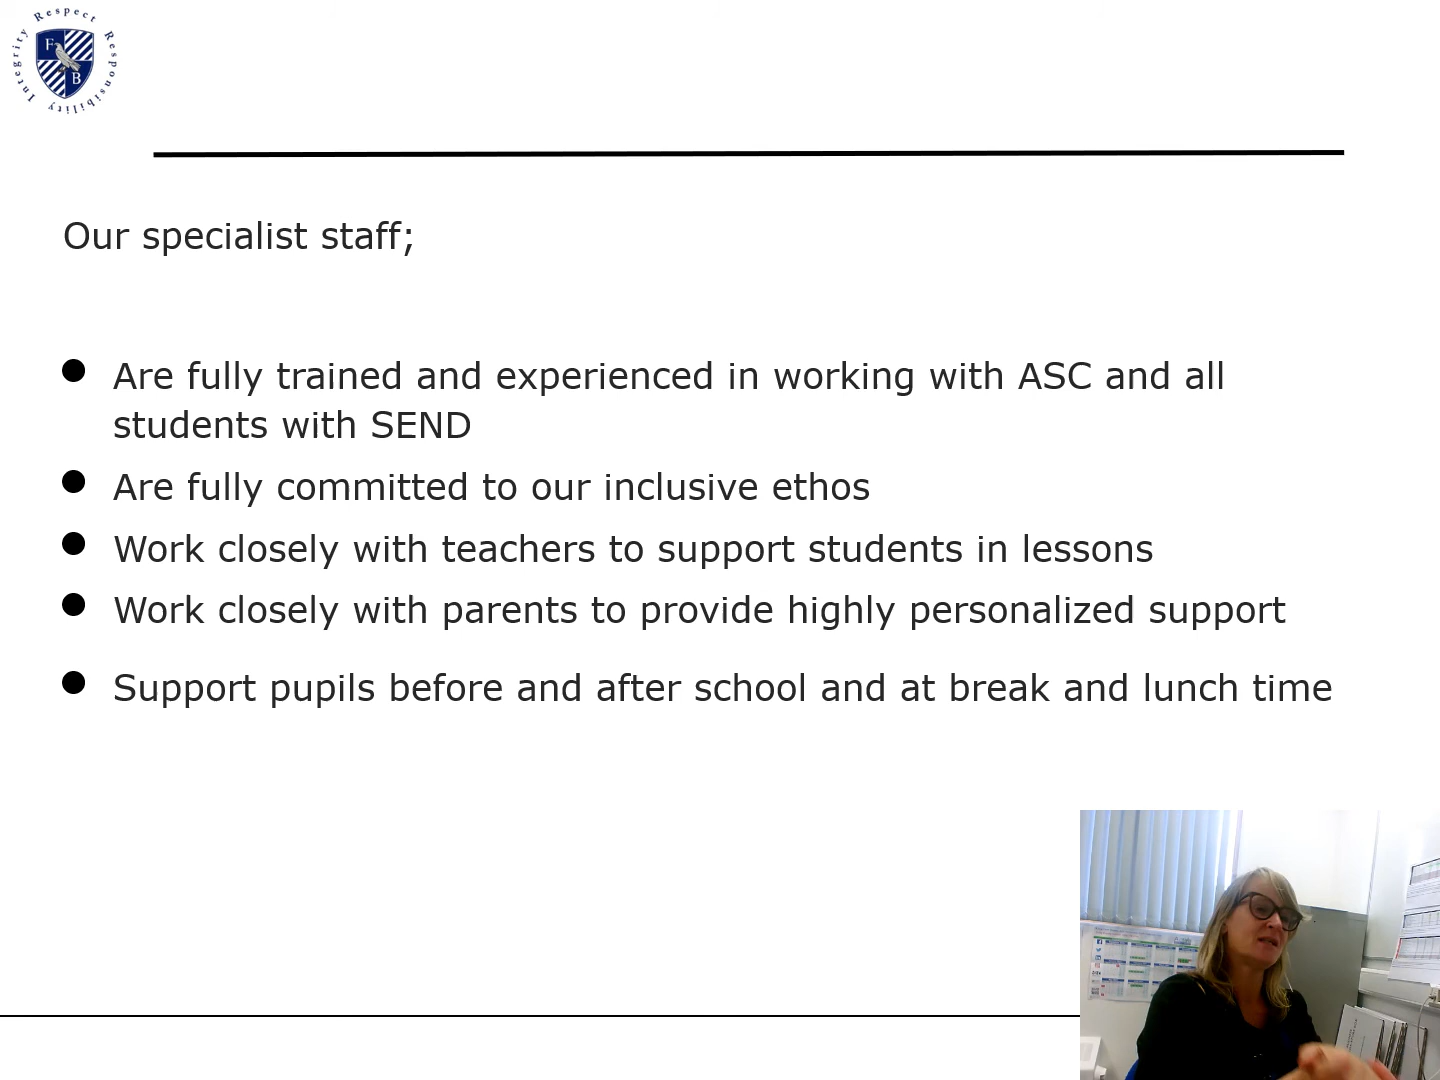 Respect Responsibility Integrity
F
B
Our specialist staff;
Are fully trained and experienced in working with ASC and all
students with SEND
Are fully committed to our inclusive ethos
Work closely with teachers to support students in lessons
Work closely with parents to provide highly personalized support
Support pupils before and after school and at break and lunch time